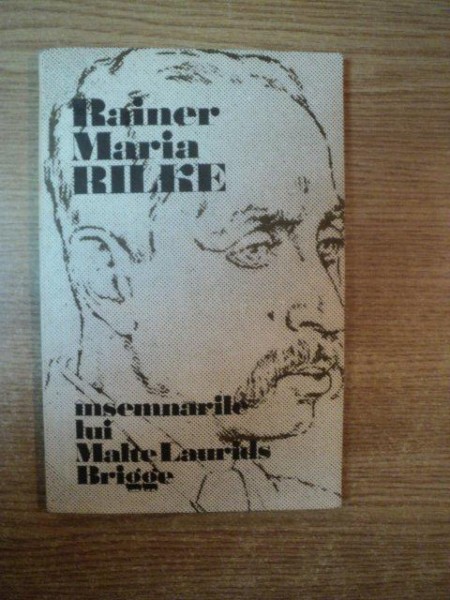 Rainer
Maria
RILKE
însemnările
lui
Malte Laurids
Brigge